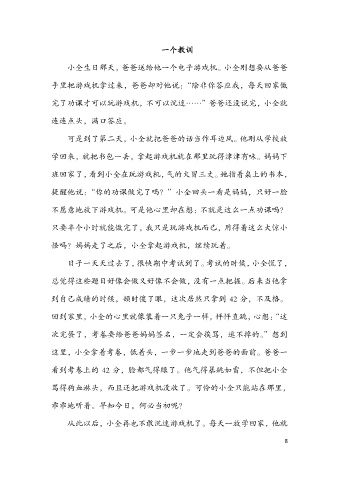 一个教训
小全生日那天，爸爸送给他一个电子游戏机。小全刚想要从爸爸
手里把游戏机拿过来，爸爸却对他说：“除非你答应我，每天回家做
完了功课才可以玩游戏机，不可以沉迷……”爸爸还没说完，小全就
连连点头，满口答应。
可是到了第二天，小全就把爸爸的话当作耳边风。他刚从学校放
学回来，就把书包一丢，拿起游戏机就在那里玩得津津有味。妈妈下
班回家了，看到小全在玩游戏机，气的火冒三丈。她指着桌上的书本，
提醒他说：“你的功课做完了吗？”小全回头一看是妈妈，只好一脸
不愿意地放下游戏机。可是他心里却在想：不就是这么一点功课吗？
只要半个小时就能做完了，我只是玩游戏机而已，用得着这么大惊小
怪吗？妈妈走了之后，小全拿起游戏机，继续玩着。
日子一天天过去了，很快期中考试到了。考试的时候，小全慌了，
总觉得这些题目好像会做又好像不会做，没有一点把握。后来当他拿
到自己成绩的时候，顿时傻了眼，这次居然只拿到 42 分，不及格。
回到家里，小全的心里就像装着一只兔子一样，怦怦直跳，心想：“这
次完蛋了，考卷要给爸爸妈妈签名，一定会挨骂，逃不掉的。”想到
这里，小全拿着考卷，低着头，一步一步地走到爸爸的面前。爸爸一
看到考卷上的 42 分，脸都气得绿了。他气得暴跳如雷，不但把小全
骂得狗血淋头，而且还把游戏机没收了。可怜的小全只能站在那里，
乖乖地听着。早知今日，何必当初呢？
从此以后，小全再也不敢沉迷游戏机了。每天一放学回家，他就
8